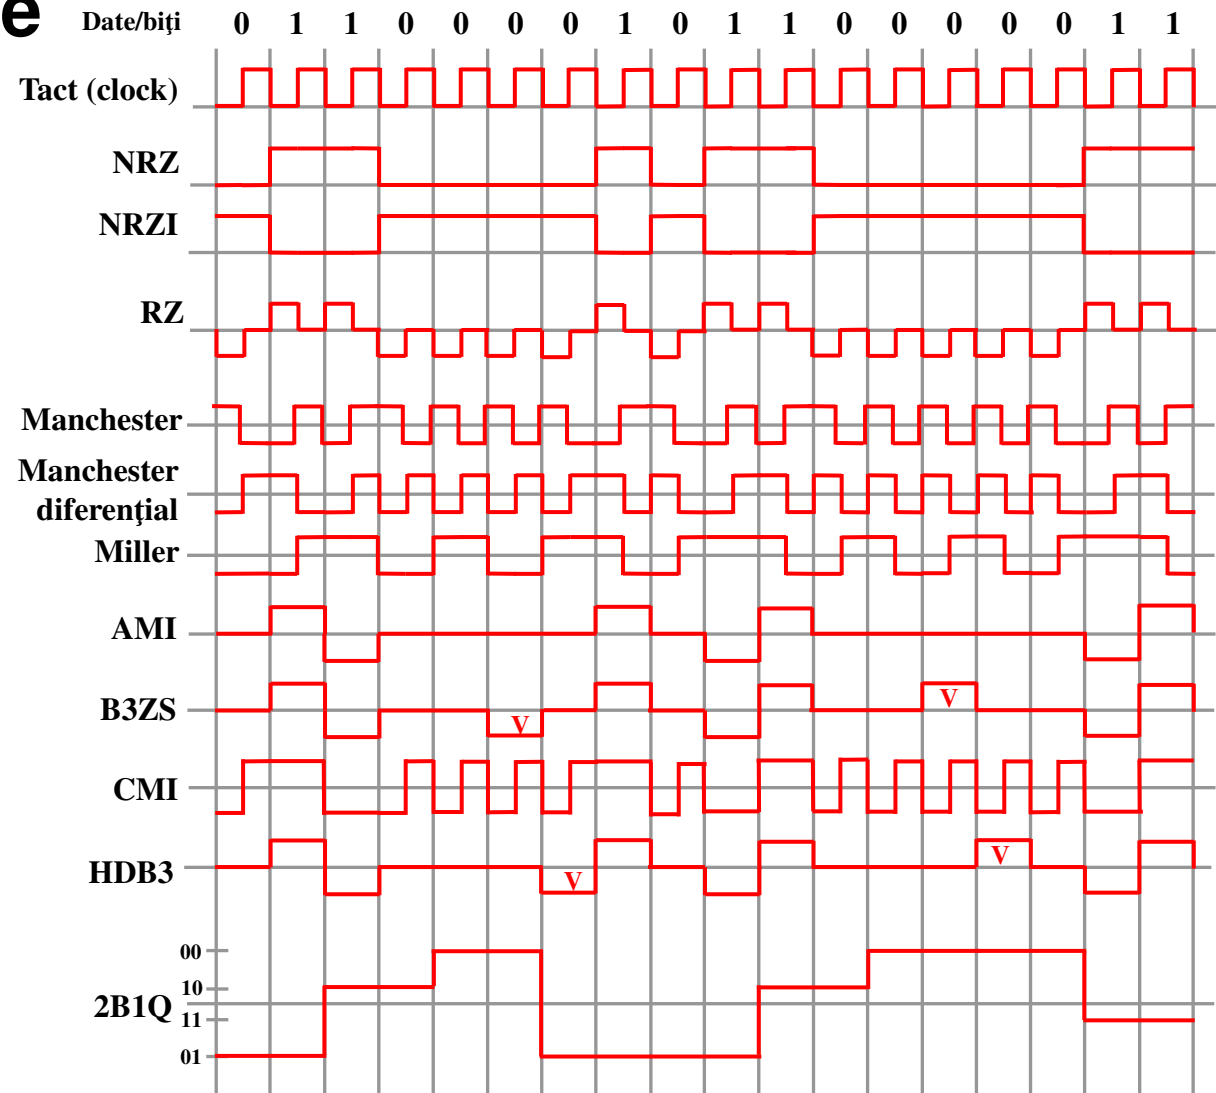 e
Date/biţi 0 1 1 0 0 0 0 1 0 1 1 0 0 0 0 0 1 1
Tact (clock)
NRZ
NRZI
RZ
Manchester
Manchester
diferenţial
Miller
AMI
B3ZS V V
CMI
HDB3 V V
00
10
2B1Q
11
01